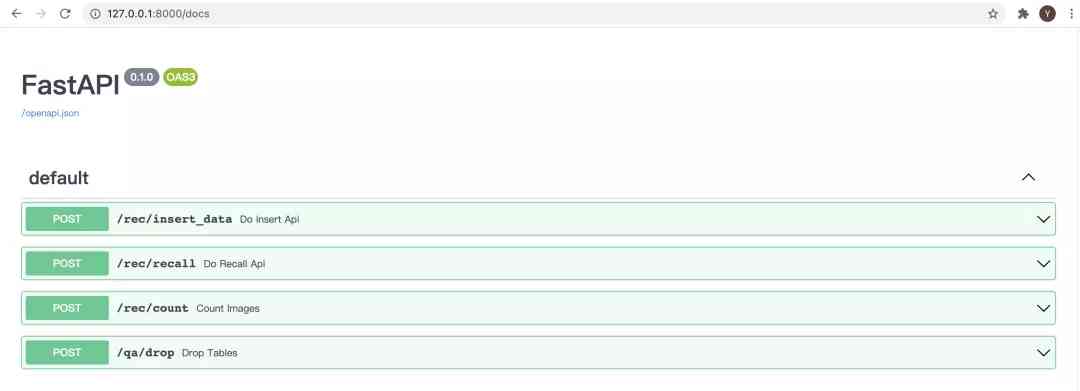 127.0.0.1:8000/docs
Y
FastAPI 0.1.0 OAS3
/openapi.json
default
POST /rec/insert_data Do Insert Api
POST /rec/recall Do Recall Api
POST /rec/count Count Images
POST /qa/drop Drop Tables